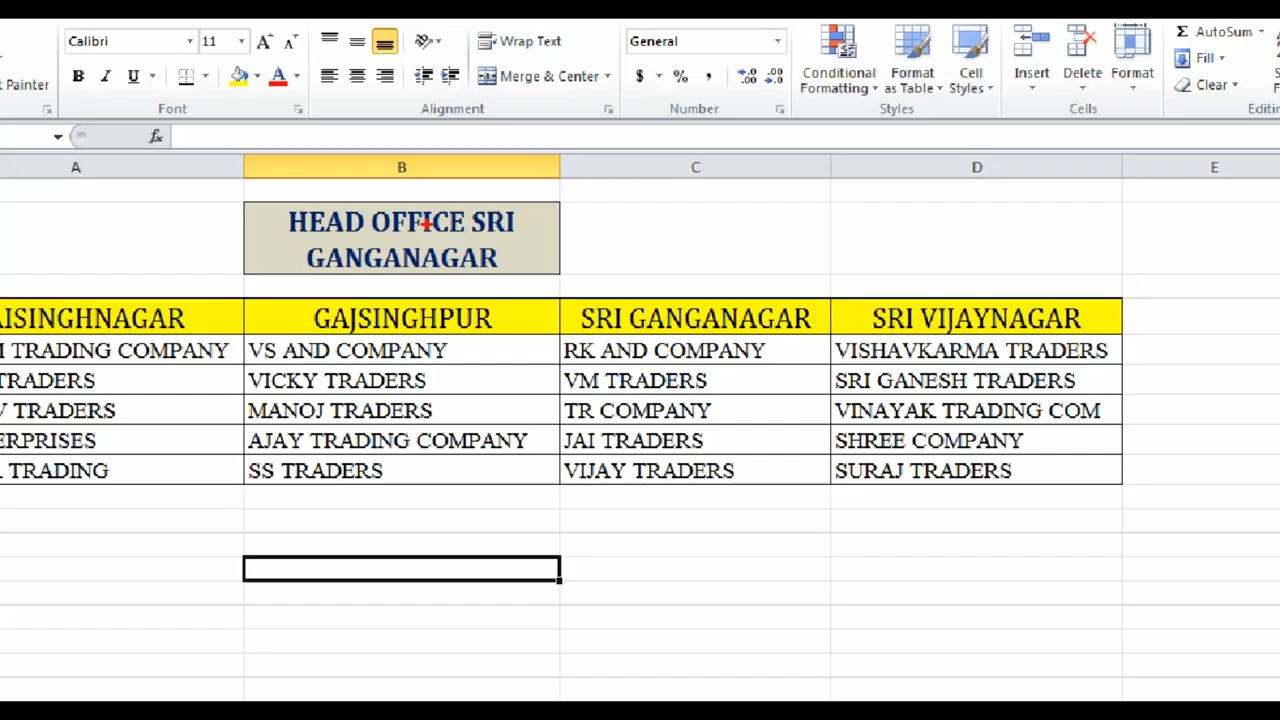 Calibri 11 Wrap Text General Σ AutoSum
Painter B I U Merge & Center $ % , Conditional Formatting Format as Table Cell Styles Insert Delete Format Fill Clear
Font Alignment Number Styles Cells
fx
A B C D E
HEAD OFFICE SRI
GANGANAGAR
AISINGHNAGAR GAJSINGHPUR SRI GANGANAGAR SRI VIJAYNAGAR
TRADING COMPANY VS AND COMPANY RK AND COMPANY VISHAVKARMA TRADERS
TRADERS VICKY TRADERS VM TRADERS SRI GANESH TRADERS
TRADERS MANOJ TRADERS TR COMPANY VINAYAK TRADING COM
ERPRISES AJAY TRADING COMPANY JAI TRADERS SHREE COMPANY
TRADING SS TRADERS VIJAY TRADERS SURAJ TRADERS